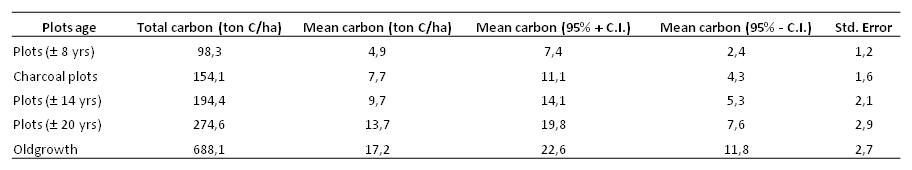 Plots age Total carbon (ton C/ha) Mean carbon (ton C/ha) Mean carbon (95% + C.I.) Mean carbon (95% - C.I.) Std. Error
Plots (± 8 yrs) 98,3 4,9 7,4 2,4 1,2
Charcoal plots 154,1 7,7 11,1 4,3 1,6
Plots (± 14 yrs) 194,4 9,7 14,1 5,3 2,1
Plots (± 20 yrs) 274,6 13,7 19,8 7,6 2,9
Oldgrowth 688,1 17,2 22,6 11,8 2,7